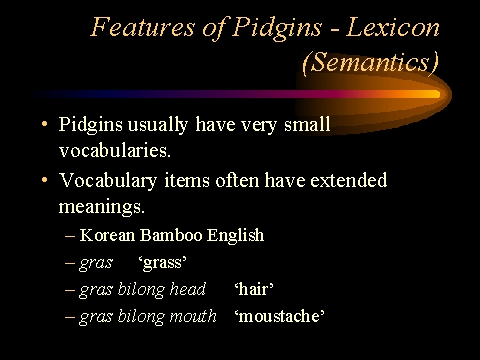 Features of Pidgins - Lexicon
(Semantics)
• Pidgins usually have very small
vocabularies.
• Vocabulary items often have extended
meanings.
– Korean Bamboo English
– gras ‘grass’
– gras bilong head ‘hair’
– gras bilong mouth ‘moustache’